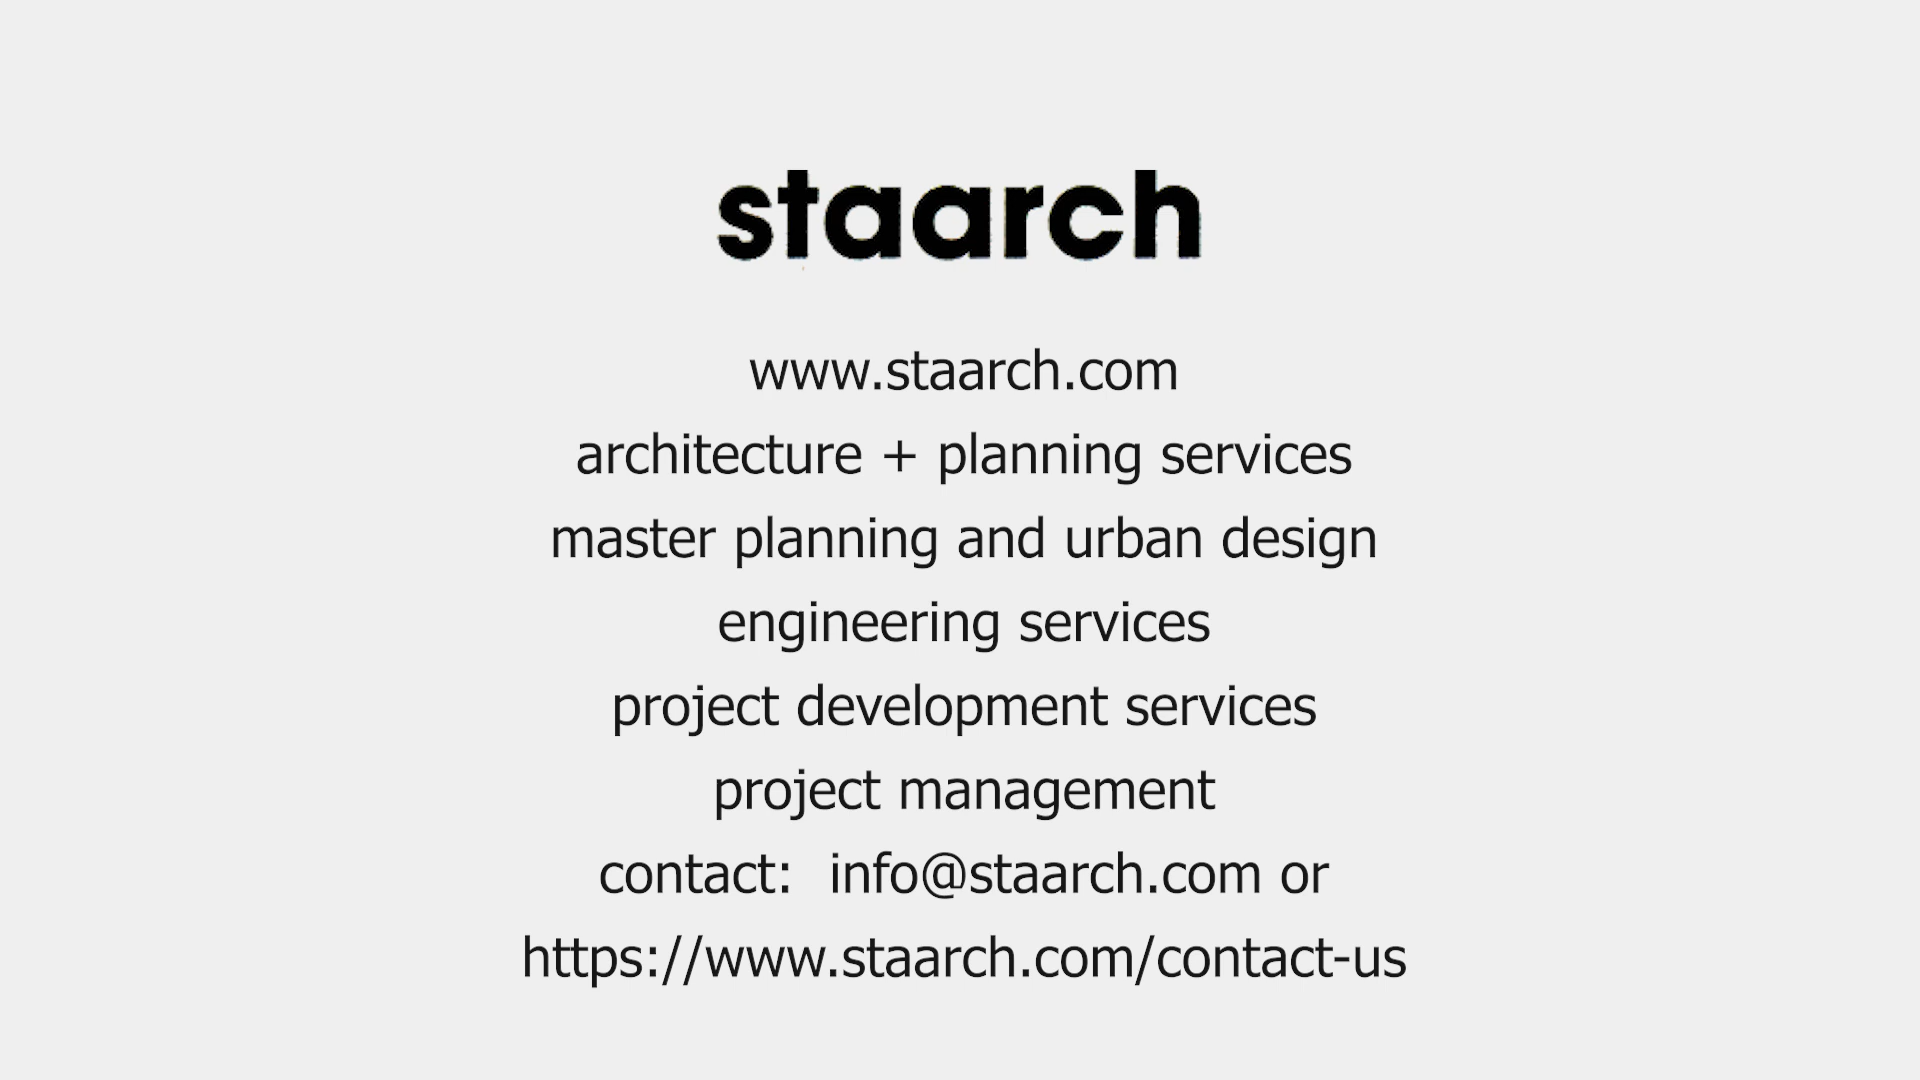 staarch
www.staarch.com
architecture + planning services
master planning and urban design
engineering services
project development services
project management
contact:  info@staarch.com or
https://www.staarch.com/contact-us